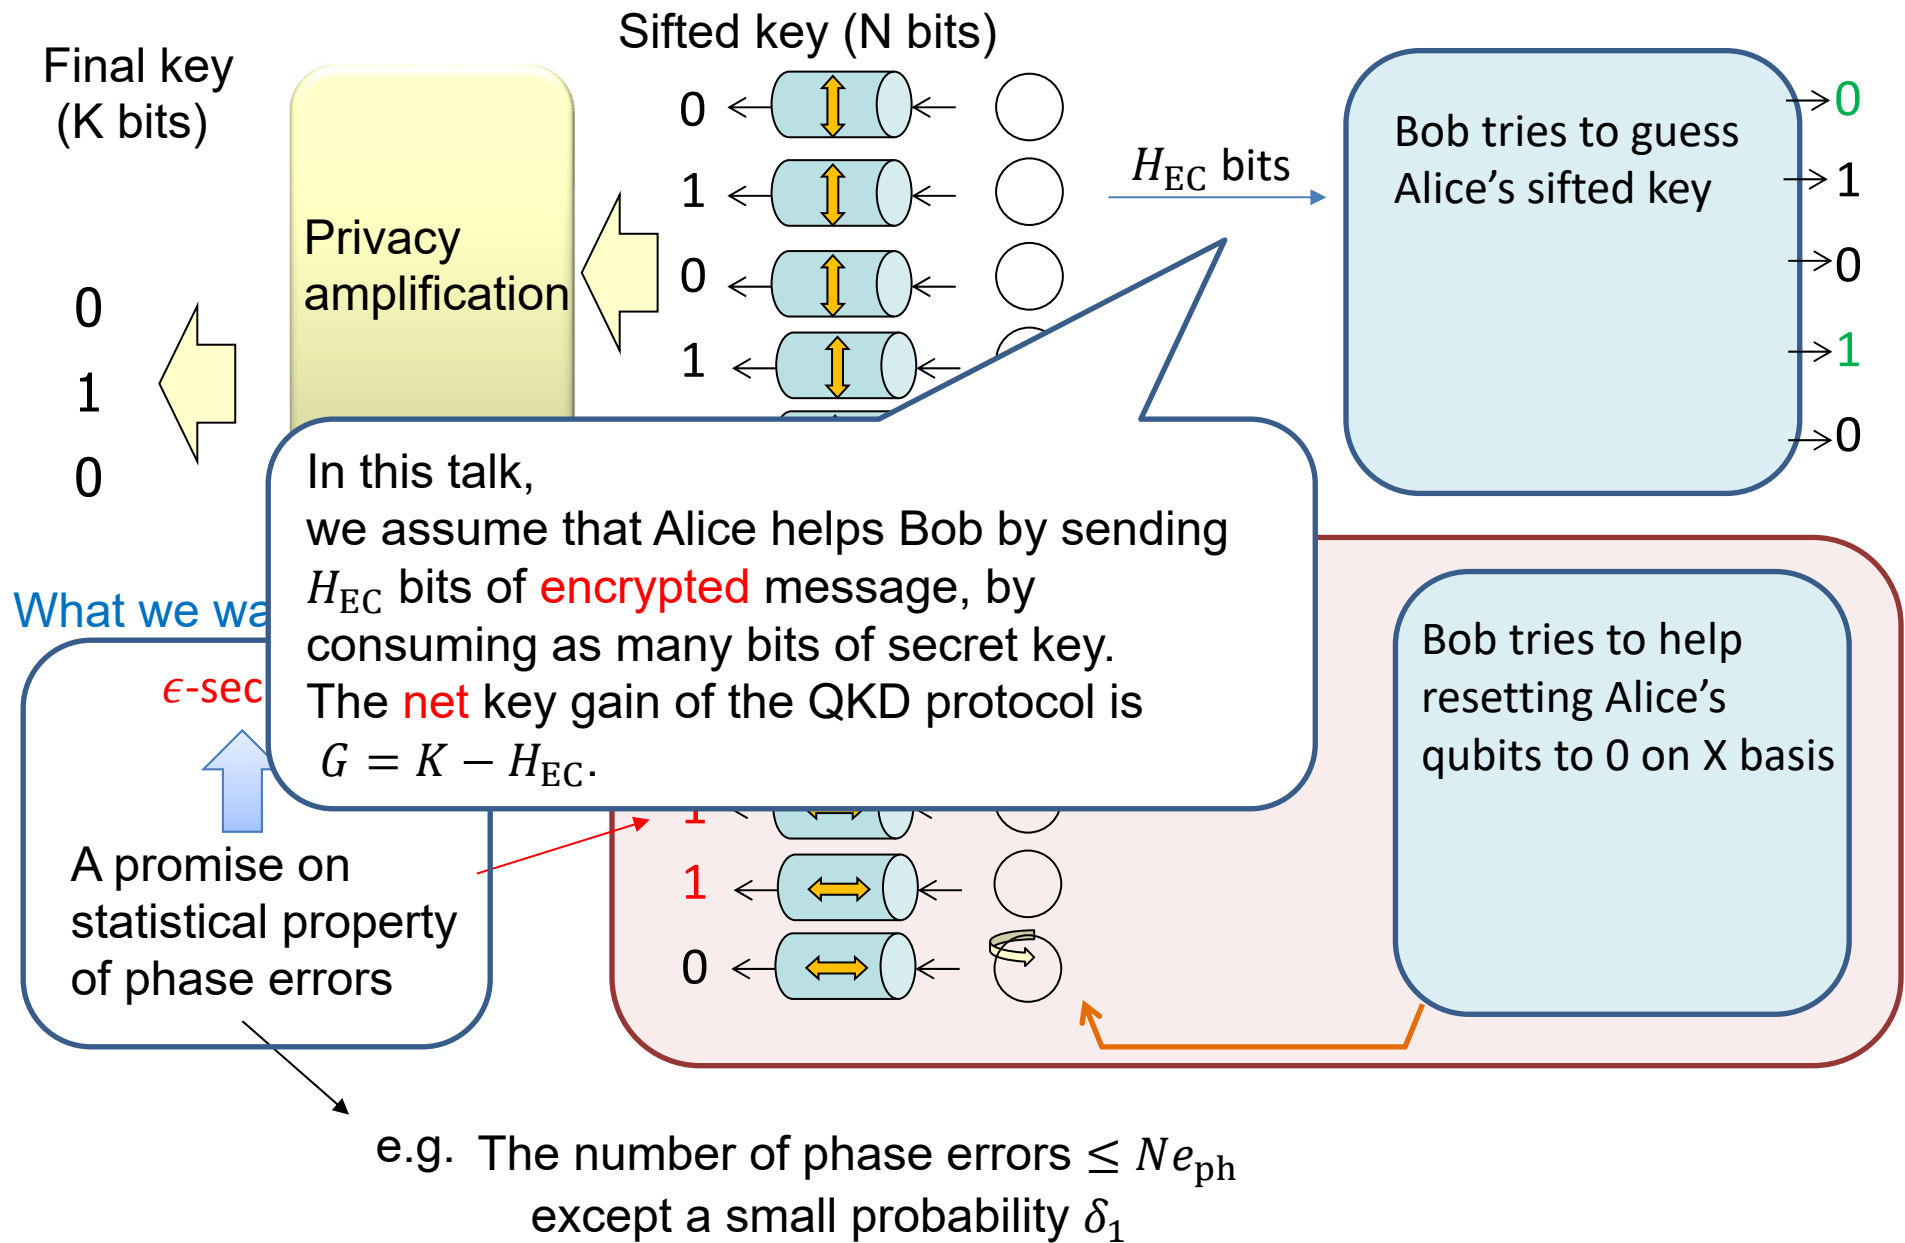 Sifted key (N bits)
Final key
(K bits)
0
1
0
1
Privacy
amplification
0
1
0
H_EC bits
Bob tries to guess
Alice’s sifted key
0
1
0
1
0
In this talk,
we assume that Alice helps Bob by sending
H_EC bits of encrypted message, by
consuming as many bits of secret key.
The net key gain of the QKD protocol is
G = K − H_EC.
What we
ϵ-sec
A promise on
statistical property
of phase errors
1
1
0
Bob tries to help
resetting Alice’s
qubits to 0 on X basis
e.g. The number of phase errors ≤ Ne_ph
except a small probability δ_1